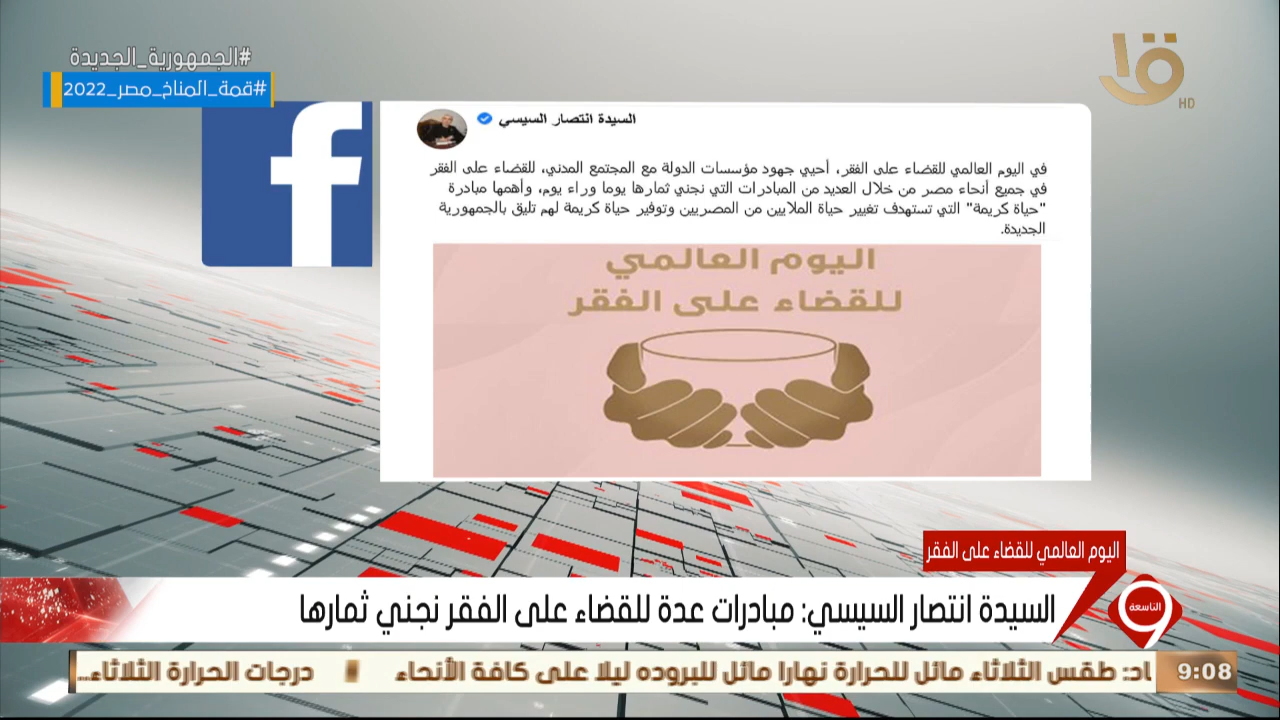 #الجمهورية_الجديدة
#قمة_المناخ_مصر_2022
HD
السيدة انتصار السيسي
في اليوم العالمي للقضاء على الفقر، أحيي جهود مؤسسات الدولة مع المجتمع المدني، للقضاء على الفقر
في جميع أنحاء مصر من خلال العديد من المبادرات التي نجني ثمارها يوما وراء يوم، وأهمها مبادرة
"حياة كريمة" التي تستهدف تغيير حياة الملايين من المصريين وتوفير حياة كريمة لهم تليق بالجمهورية
الجديدة.
اليوم العالمي
للقضاء على الفقر
اليوم العالمي للقضاء على الفقر
السيدة انتصار السيسي: مبادرات عدة للقضاء على الفقر نجني ثمارها
التاسعة
9
اد: طقس الثلاثاء مائل للحرارة نهارا مائل للبروده ليلا على كافة الأنحاء درجات الحرارة الثلاثاء..
9:08